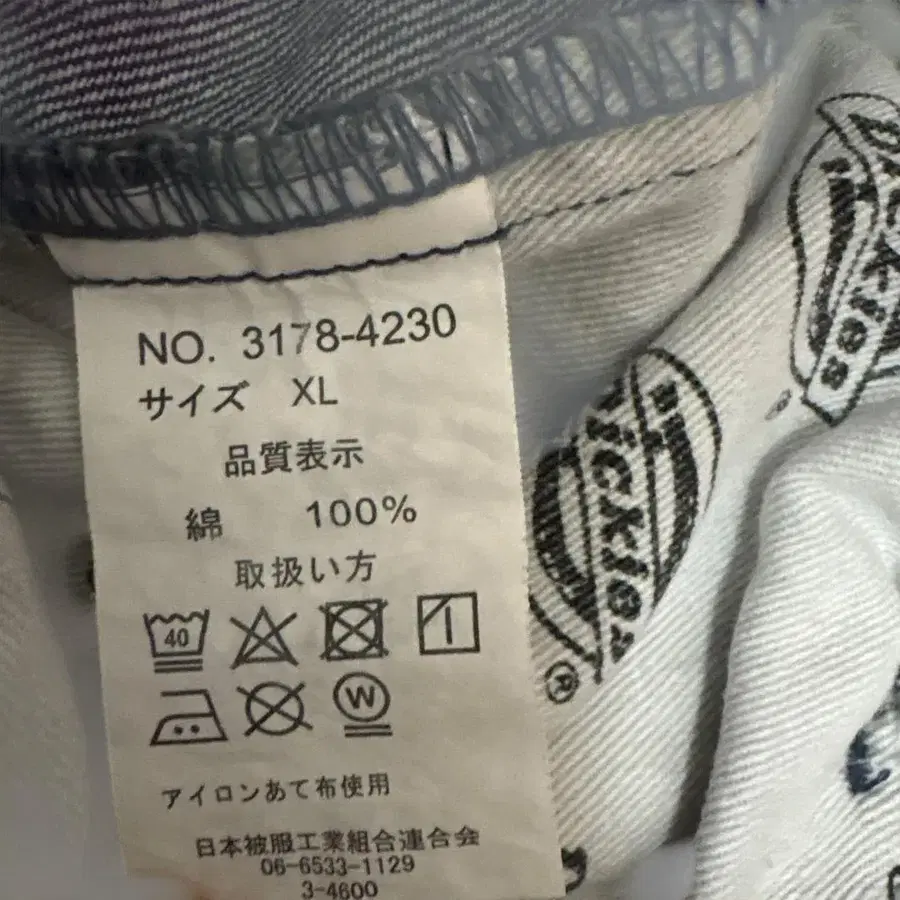 NO. 3178-4230
サイズ XL
品質表示
綿 100%
取扱い方
40
W
アイロンあて布使用
日本被服工業組合連合会
06-6533-1129
3-4600
Dickies
Dickies
®